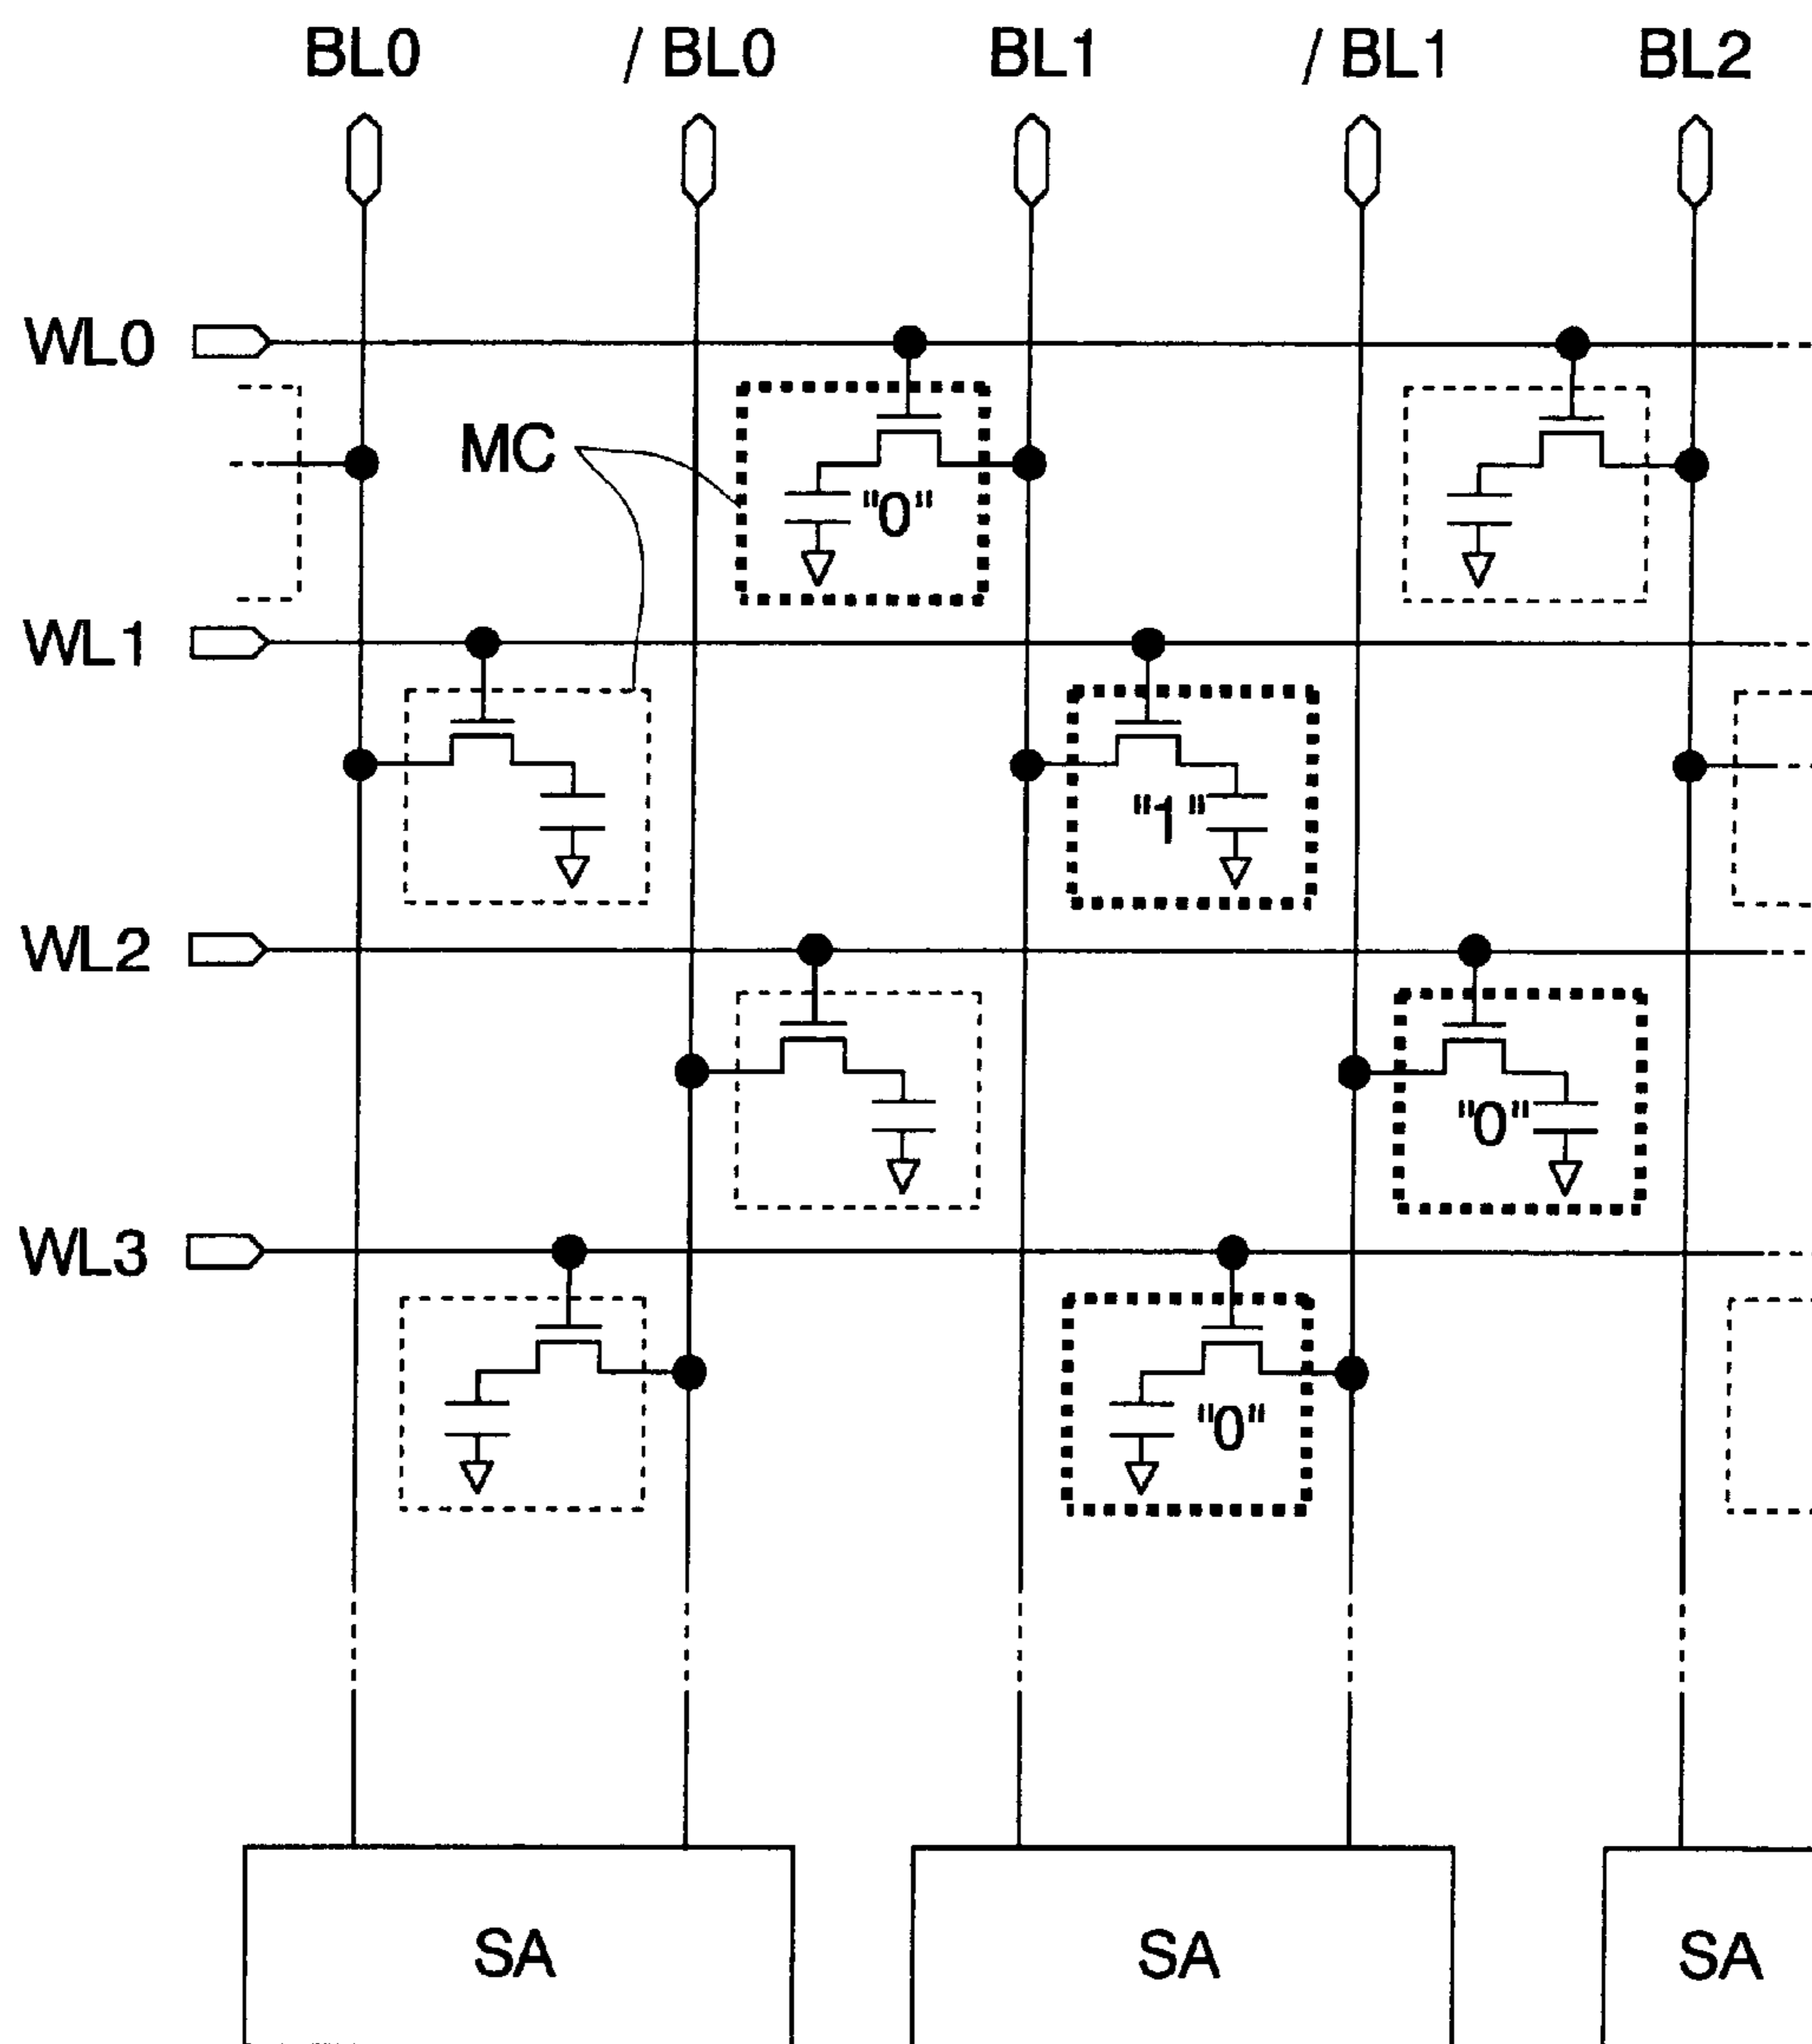 BL0 / BL0 BL1 / BL1 BL2
WL0
MC
"0"
WL1
"1"
WL2
"0"
WL3
"0"
SA SA SA